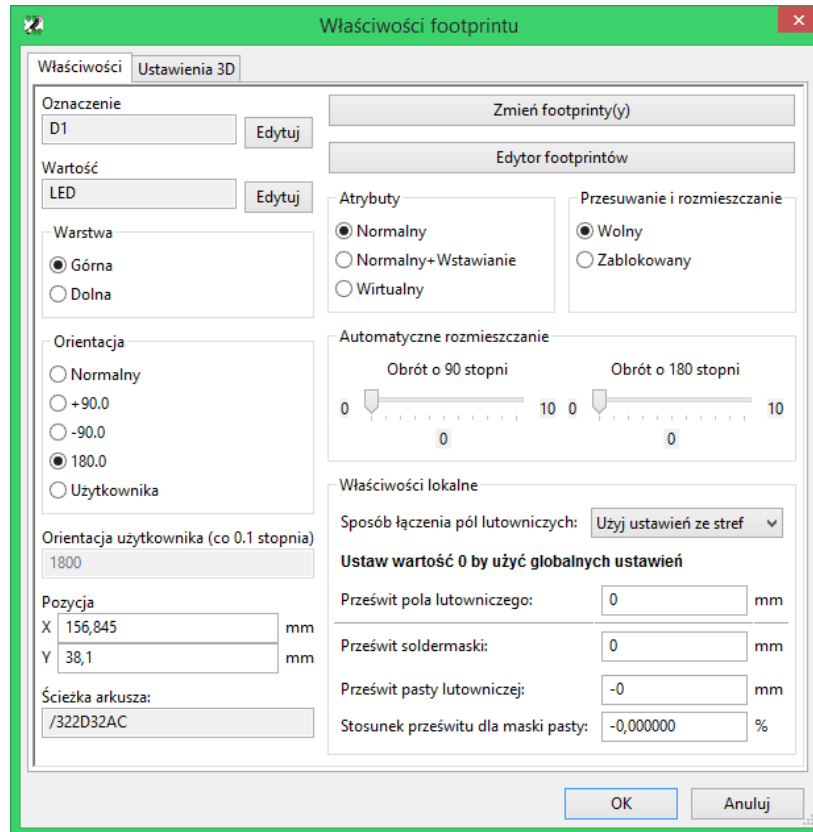 Właściwości footprintu
Właściwości
Ustawienia 3D
Oznaczenie
D1
Edytuj
Wartość
LED
Edytuj
Warstwa
Górna
Dolna
Orientacja
Normalny
+90.0
-90.0
180.0
Użytkownika
Orientacja użytkownika (co 0.1 stopnia)
1800
Pozycja
X 156,845 mm
Y 38,1 mm
Ścieżka arkusza:
/322D32AC
Zmień footprinty(y)
Edytor footprintów
Atrybuty
Normalny
Normalny+Wstawianie
Wirtualny
Przesuwanie i rozmieszczanie
Wolny
Zablokowany
Automatyczne rozmieszczanie
Obrót o 90 stopni
0 10
0
Obrót o 180 stopni
0 10
0
Właściwości lokalne
Sposób łączenia pól lutowniczych: Użyj ustawień ze stref
Ustaw wartość 0 by użyć globalnych ustawień
Prześwit pola lutowniczego: 0 mm
Prześwit soldermaski: 0 mm
Prześwit pasty lutowniczej: -0 mm
Stosunek prześwitu dla maski pasty: -0,000000 %
OK
Anuluj